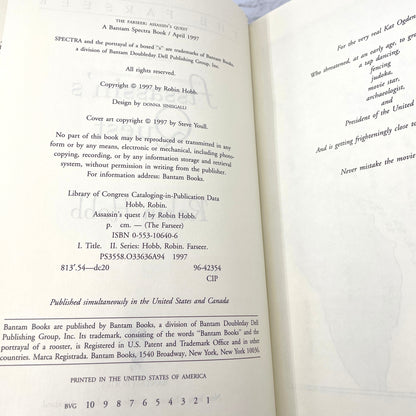 THE FARSEER: ASSASSIN'S QUEST
A Bantam Spectra Book / April 1997
SPECTRA and the portrayal of a boxed "s" are trademarks of Bantam Books,
a division of Bantam Doubleday Dell Publishing Group, Inc.
All rights reserved.
Copyright © 1997 by Robin Hobb.
Design by DONNA SINISGALLI
Cover art copyright © 1997 by Steve Youll.
No part of this book may be reproduced or transmitted in any
form or by any means, electronic or mechanical, including photo-
copying, recording, or by any information storage and retrieval
system, without permission in writing from the publisher.
For information address: Bantam Books.
Library of Congress Cataloging-in-Publication Data
Hobb, Robin.
Assassin's quest / by Robin Hobb.
p. cm. — (The Farseer)
ISBN 0-553-10640-6
I. Title. II. Series: Hobb, Robin. Farseer.
PS3558.O33636A94 1997
813'.54—dc20 96-42354
CIP
Published simultaneously in the United States and Canada
Bantam Books are published by Bantam Books, a division of Bantam Doubleday Dell
Publishing Group, Inc. Its trademark, consisting of the words "Bantam Books" and the
portrayal of a rooster, is Registered in U.S. Patent and Trademark Office and in other
countries. Marca Registrada. Bantam Books, 1540 Broadway, New York, New York 10036.
PRINTED IN THE UNITED STATES OF AMERICA
BVG 10 9 8 7 6 5 4 3 2 1
For the very real Kat Ogden
Who threatened, at an early age, to
a tap dancing,
fencing
judoka,
movie star,
archaeologist,
and
President of the United
And is getting frighteningly close to
Never mistake the movie